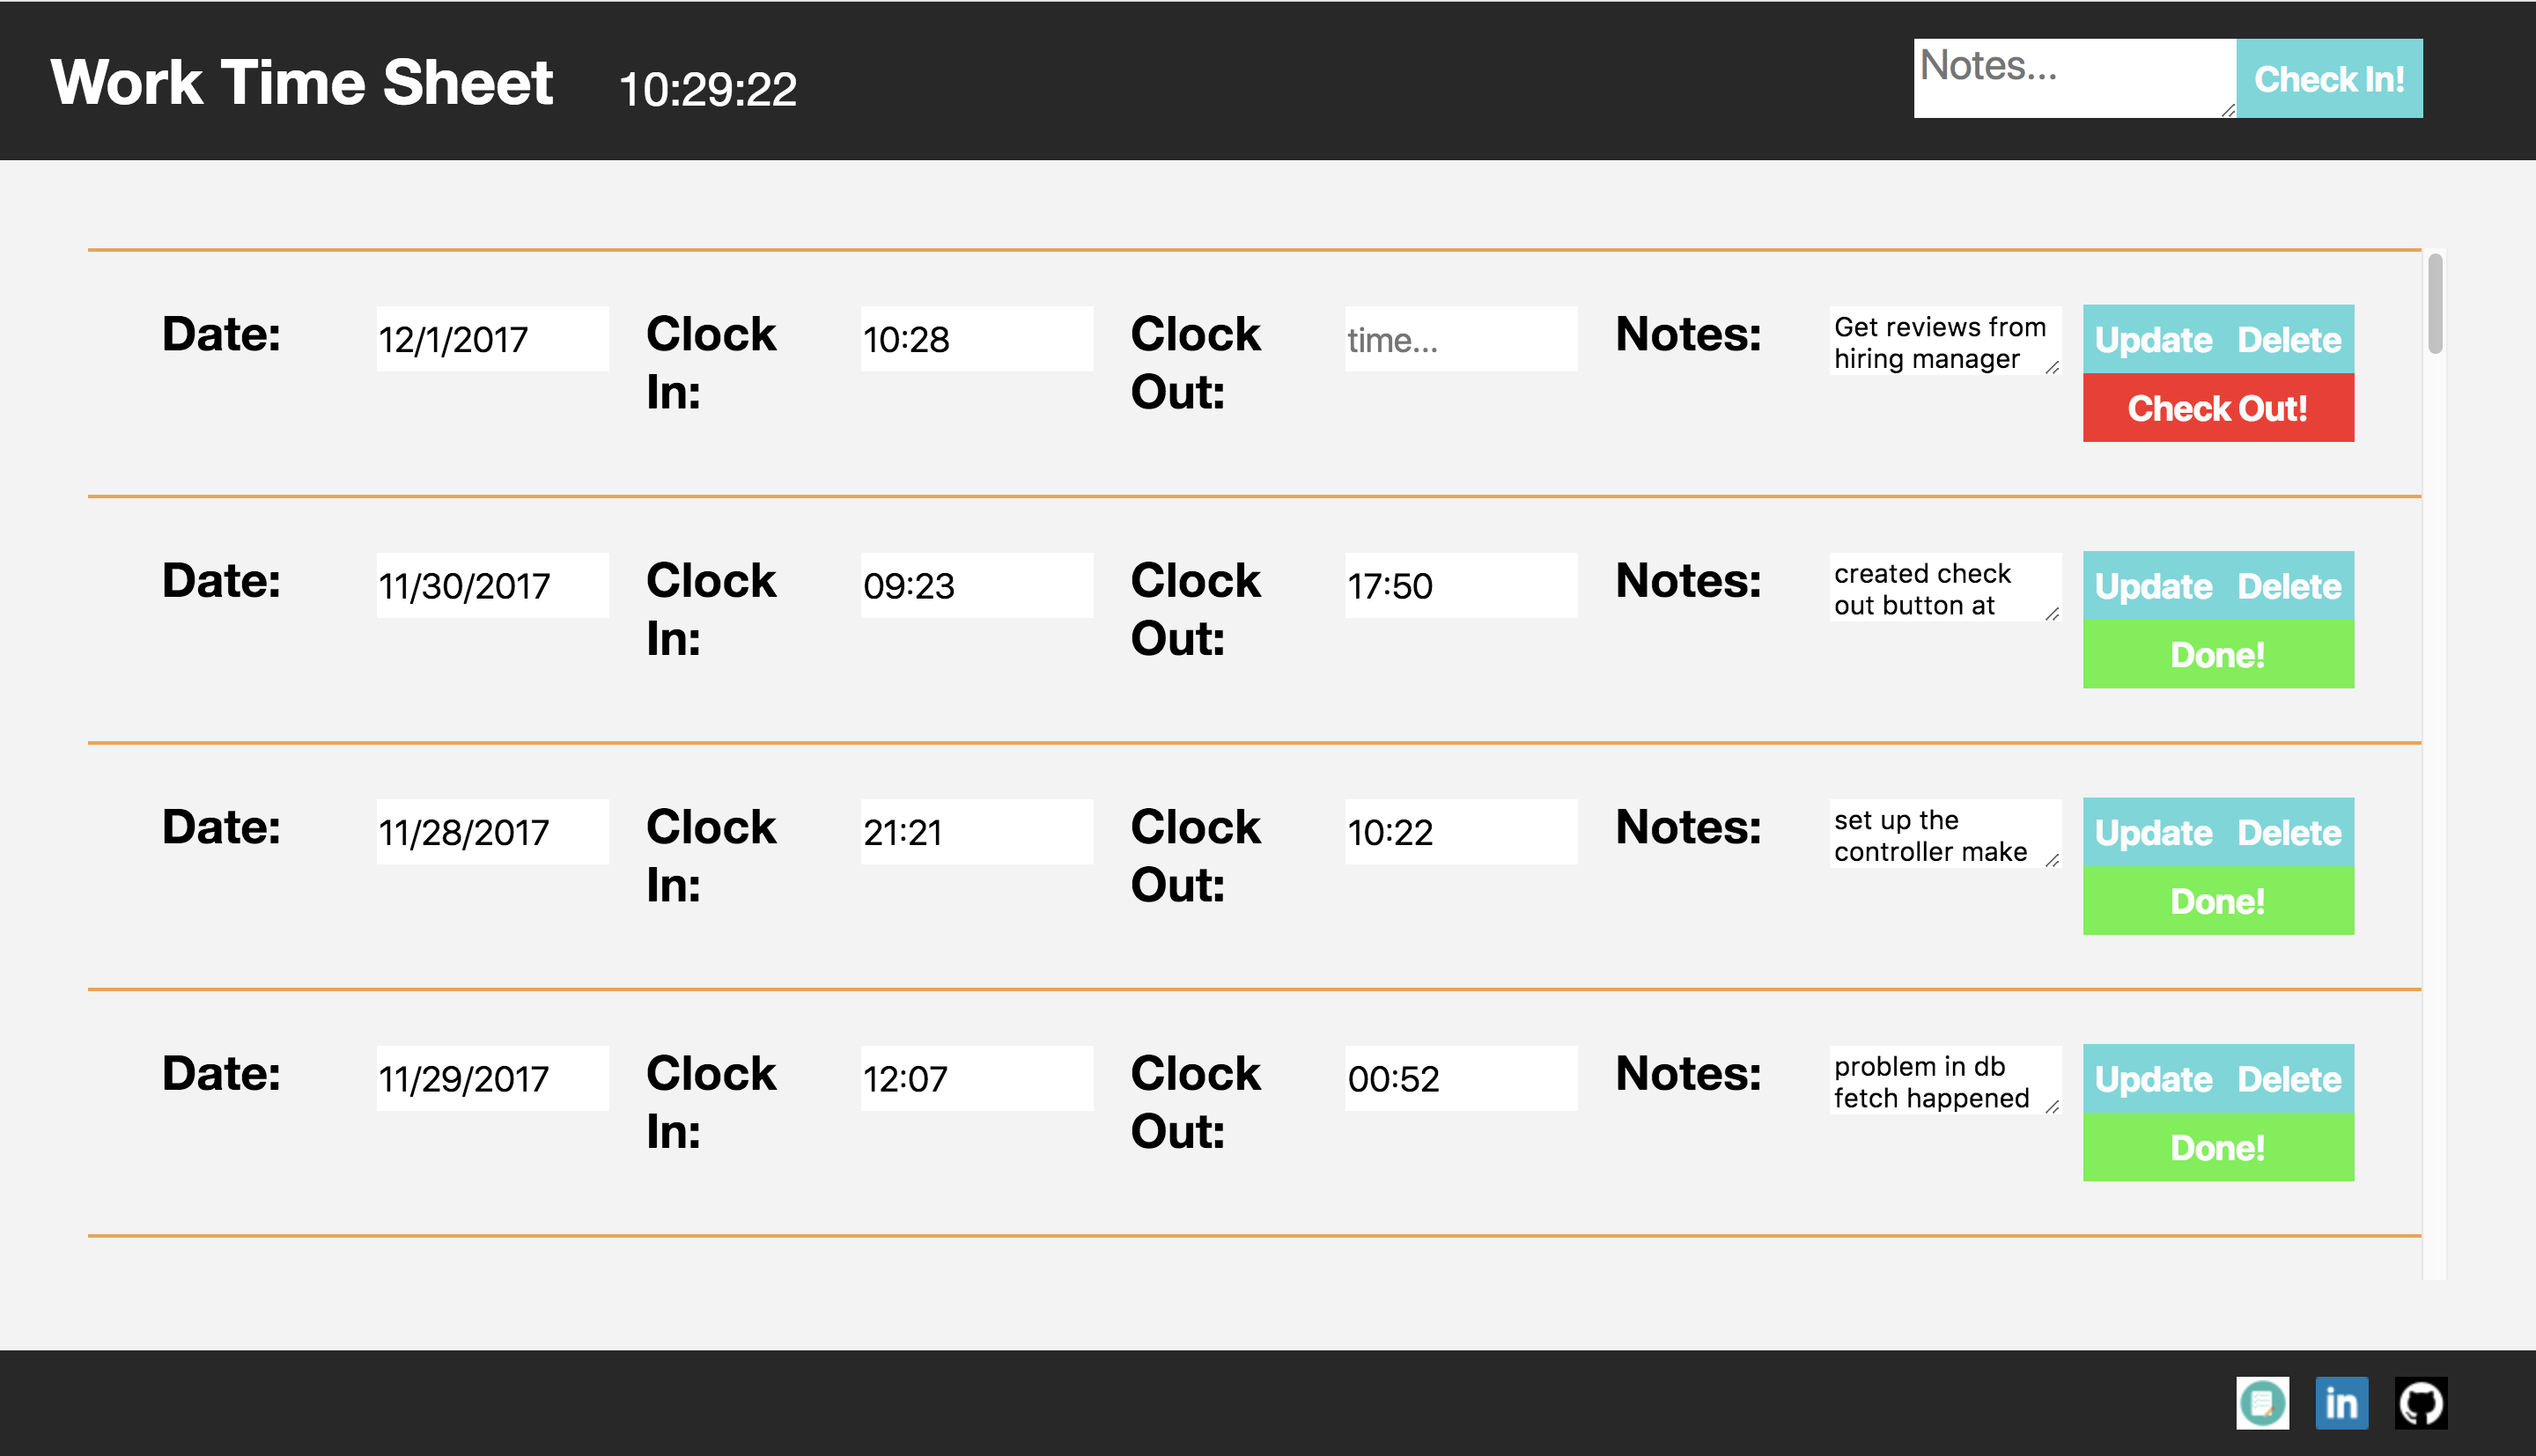 Work Time Sheet 10:29:22 Notes... Check In!
Date: 12/1/2017 Clock In: 10:28 Clock Out: time... Notes: Get reviews from
hiring manager
Update Delete
Check Out!
Date: 11/30/2017 Clock In: 09:23 Clock Out: 17:50 Notes: created check
out button at
Update Delete
Done!
Date: 11/28/2017 Clock In: 21:21 Clock Out: 10:22 Notes: set up the
controller make
Update Delete
Done!
Date: 11/29/2017 Clock In: 12:07 Clock Out: 00:52 Notes: problem in db
fetch happened
Update Delete
Done!
in